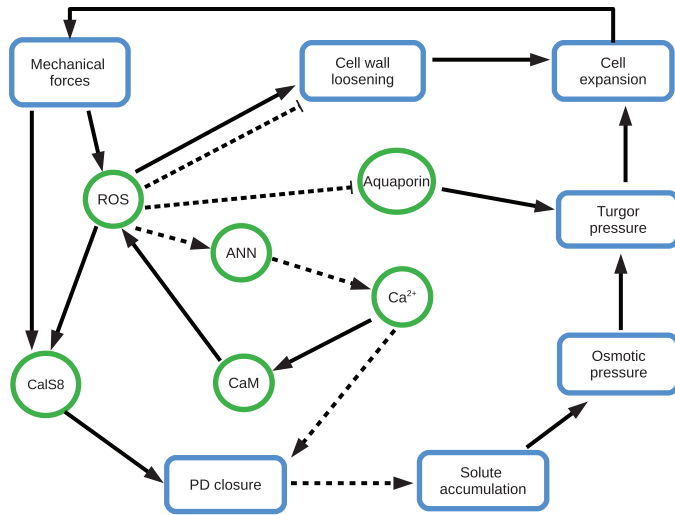 Mechanical
forces
Cell wall
loosening
Cell
expansion
ROS
Aquaporin
Turgor
pressure
ANN
Ca²⁺
Osmotic
pressure
CalS8
CaM
PD closure
Solute
accumulation